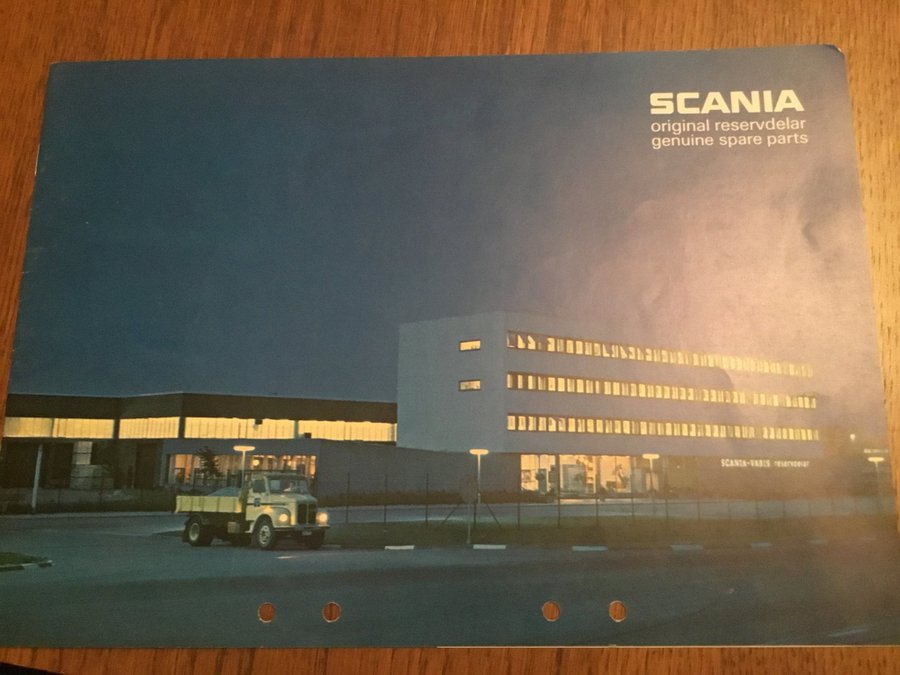 SCANIA
original reservdelar
genuine spare parts
SCANIA-VABIS reservdelar